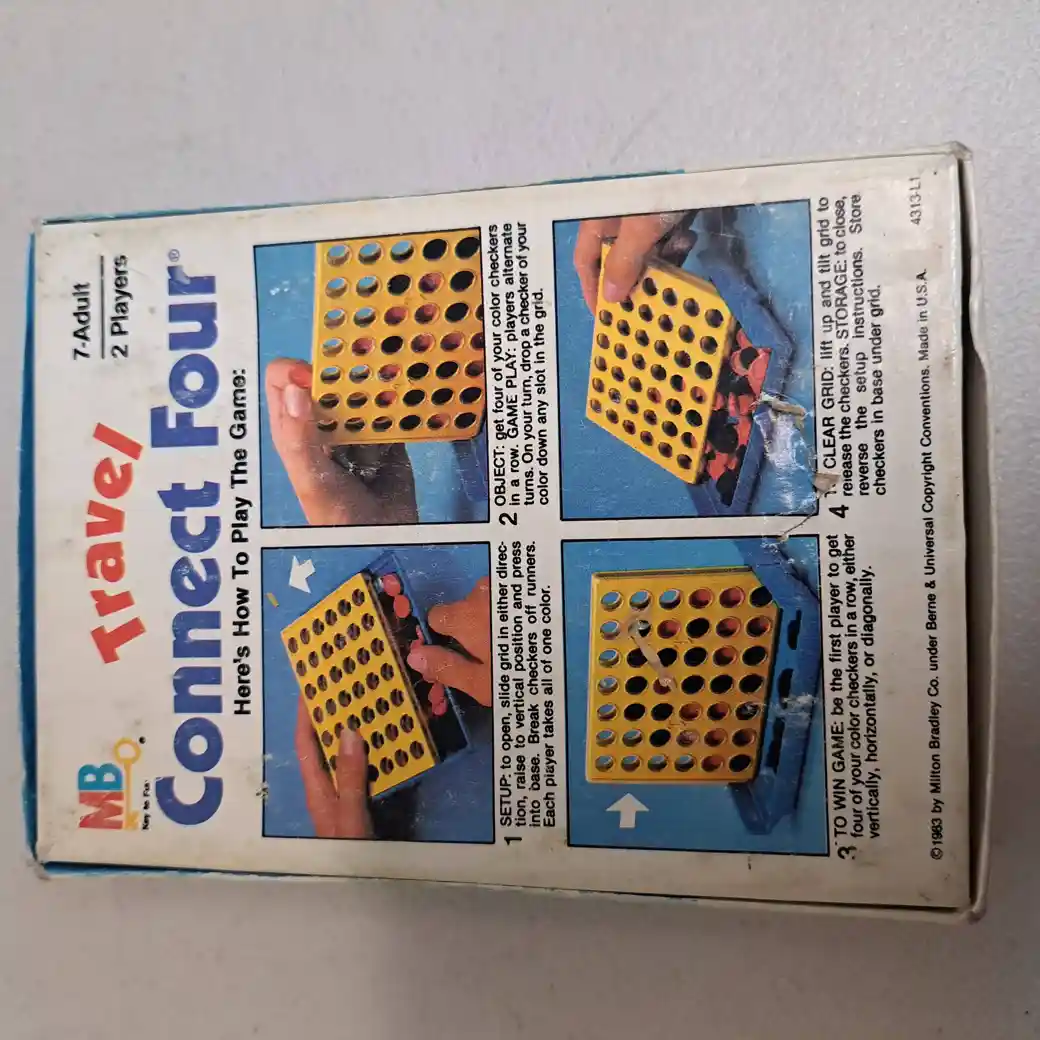 MB
Key to Fun
Travel
Connect Four®
7-Adult
2 Players
Here's How To Play The Game:
1 SETUP: to open, slide grid in either direc-
tion, raise to vertical position and press
into base. Break checkers off runners.
Each player takes all of one color.
2 OBJECT: get four of your color checkers
in a row. GAME PLAY: players alternate
turns. On your turn, drop a checker of your
color down any slot in the grid.
3 TO WIN GAME: be the first player to get
four of your color checkers in a row, either
vertically, horizontally, or diagonally.
4 CLEAR GRID: lift up and tilt grid to
release the checkers. STORAGE: to close,
reverse the setup instructions. Store
checkers in base under grid.
©1983 by Milton Bradley Co. under Berne & Universal Copyright Conventions. Made in U.S.A.
4313-L1